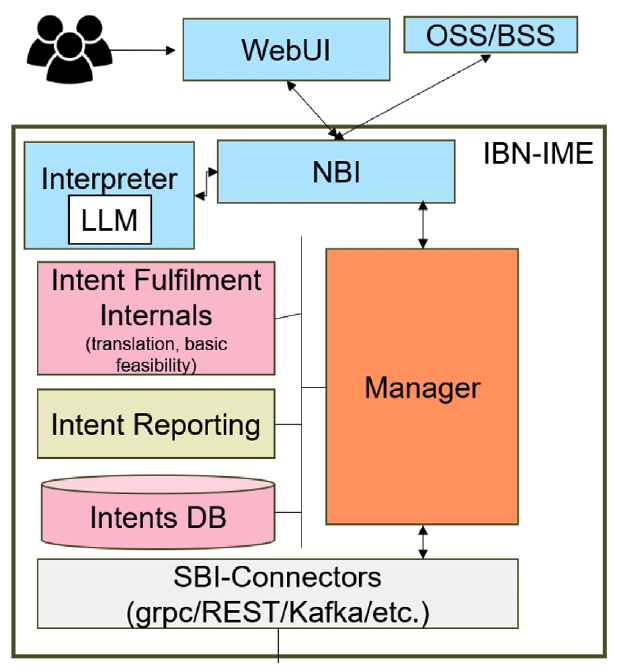 WebUI
OSS/BSS
IBN-IME
Interpreter
LLM
NBI
Intent Fulfilment
Internals
(translation, basic
feasibility)
Manager
Intent Reporting
Intents DB
SBI-Connectors
(grpc/REST/Kafka/etc.)